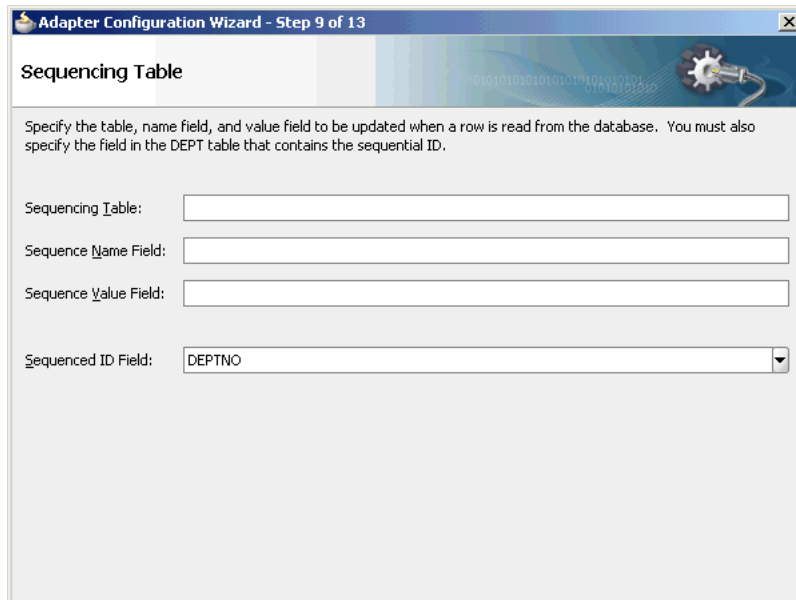 Adapter Configuration Wizard - Step 9 of 13
Sequencing Table
Specify the table, name field, and value field to be updated when a row is read from the database. You must also
specify the field in the DEPT table that contains the sequential ID.
Sequencing Table:
Sequence Name Field:
Sequence Value Field:
Sequenced ID Field: DEPTNO